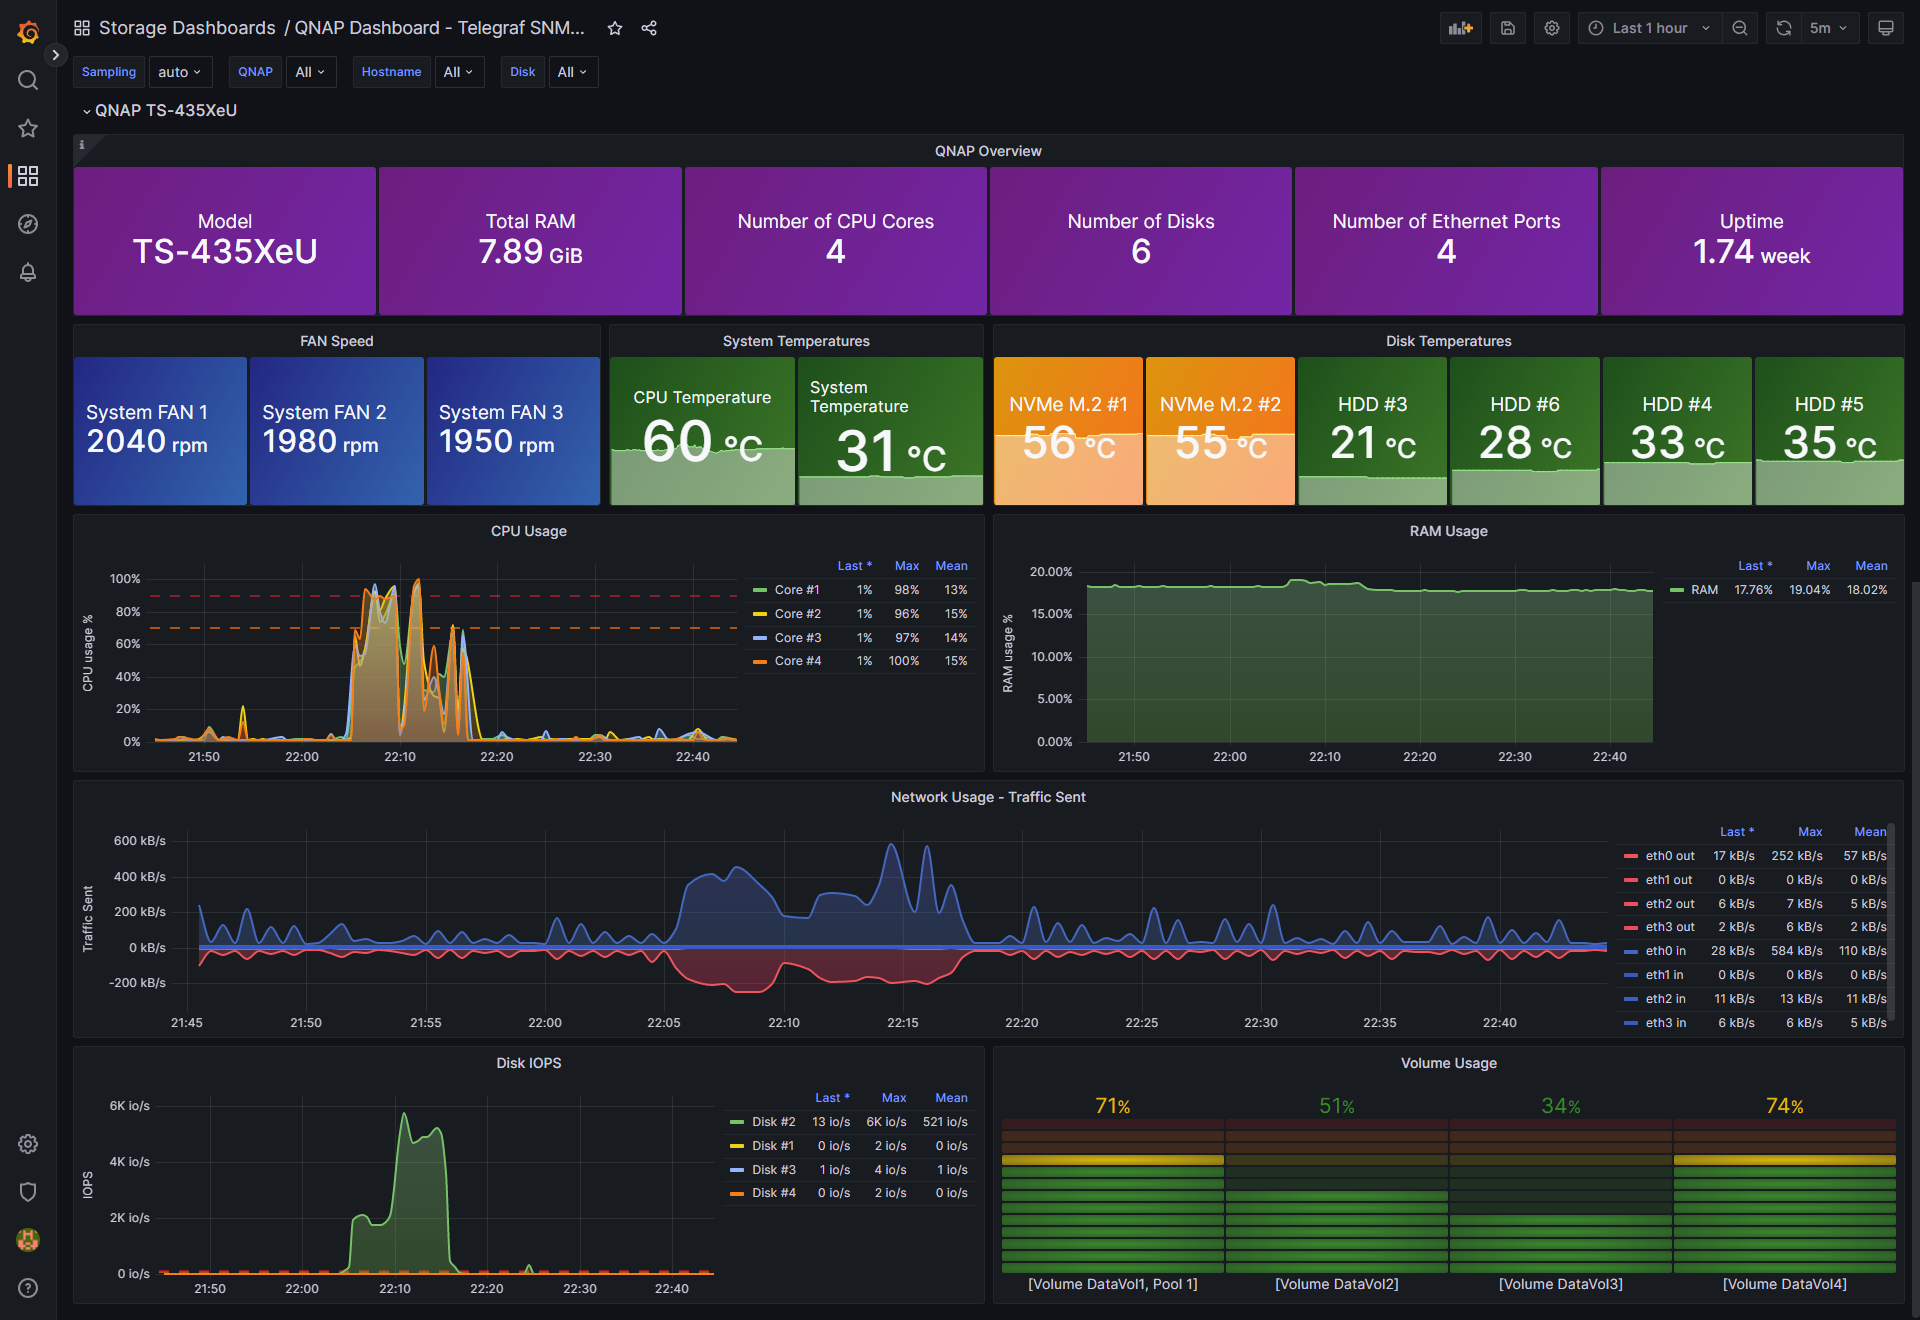 Storage Dashboards / QNAP Dashboard - Telegraf SNM...
Last 1 hour
5m
Sampling auto QNAP All Hostname All Disk All
QNAP TS-435XeU
QNAP Overview
Model
TS-435XeU
Total RAM
7.89 GiB
Number of CPU Cores
4
Number of Disks
6
Number of Ethernet Ports
4
Uptime
1.74 week
FAN Speed
System FAN 1
2040 rpm
System FAN 2
1980 rpm
System FAN 3
1950 rpm
System Temperatures
CPU Temperature
60 °C
System
Temperature
31 °C
Disk Temperatures
NVMe M.2 #1
56 °C
NVMe M.2 #2
55 °C
HDD #3
21 °C
HDD #6
28 °C
HDD #4
33 °C
HDD #5
35 °C
CPU Usage
CPU usage %
100%
80%
60%
40%
20%
0%
21:50 22:00 22:10 22:20 22:30 22:40
Last * Max Mean
Core #1 1% 98% 13%
Core #2 1% 96% 15%
Core #3 1% 97% 14%
Core #4 1% 100% 15%
RAM Usage
RAM usage %
20.00%
15.00%
10.00%
5.00%
0.00%
21:50 22:00 22:10 22:20 22:30 22:40
Last * Max Mean
RAM 17.76% 19.04% 18.02%
Network Usage - Traffic Sent
Traffic Sent
600 kB/s
400 kB/s
200 kB/s
0 kB/s
-200 kB/s
21:45 21:50 21:55 22:00 22:05 22:10 22:15 22:20 22:25 22:30 22:35 22:40
Last * Max Mean
eth0 out 17 kB/s 252 kB/s 57 kB/s
eth1 out 0 kB/s 0 kB/s 0 kB/s
eth2 out 6 kB/s 7 kB/s 5 kB/s
eth3 out 2 kB/s 6 kB/s 2 kB/s
eth0 in 28 kB/s 584 kB/s 110 kB/s
eth1 in 0 kB/s 0 kB/s 0 kB/s
eth2 in 11 kB/s 13 kB/s 11 kB/s
eth3 in 6 kB/s 6 kB/s 5 kB/s
Disk IOPS
IOPS
6K io/s
4K io/s
2K io/s
0 io/s
21:50 22:00 22:10 22:20 22:30 22:40
Last * Max Mean
Disk #2 13 io/s 6K io/s 521 io/s
Disk #1 0 io/s 2 io/s 0 io/s
Disk #3 1 io/s 4 io/s 1 io/s
Disk #4 0 io/s 2 io/s 0 io/s
Volume Usage
71% 51% 34% 74%
[Volume DataVol1, Pool 1] [Volume DataVol2] [Volume DataVol3] [Volume DataVol4]